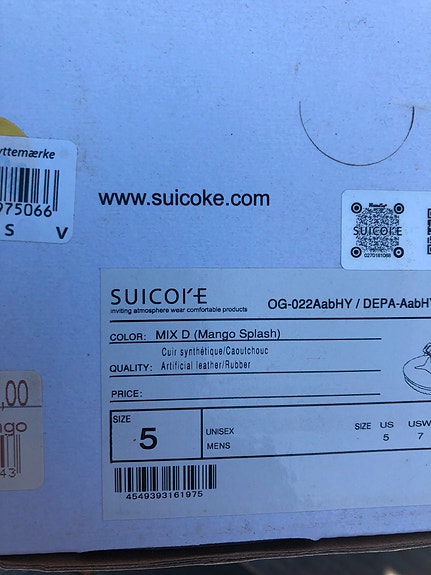 yttemærke
975066
S V
www.suicoke.com
SUICOKE
0270181088
SUICOKE
inviting atmosphere wear comfortable products
OG-022AabHY / DEPA-AabHY
COLOR: MIX D (Mango Splash)
Cuir synthétique/Caoutchouc
QUALITY: Artificial leather/Rubber
PRICE:
SIZE
5
UNISEX
MENS
SIZE US USW
5 7
4549393161975
,00
ngo
43